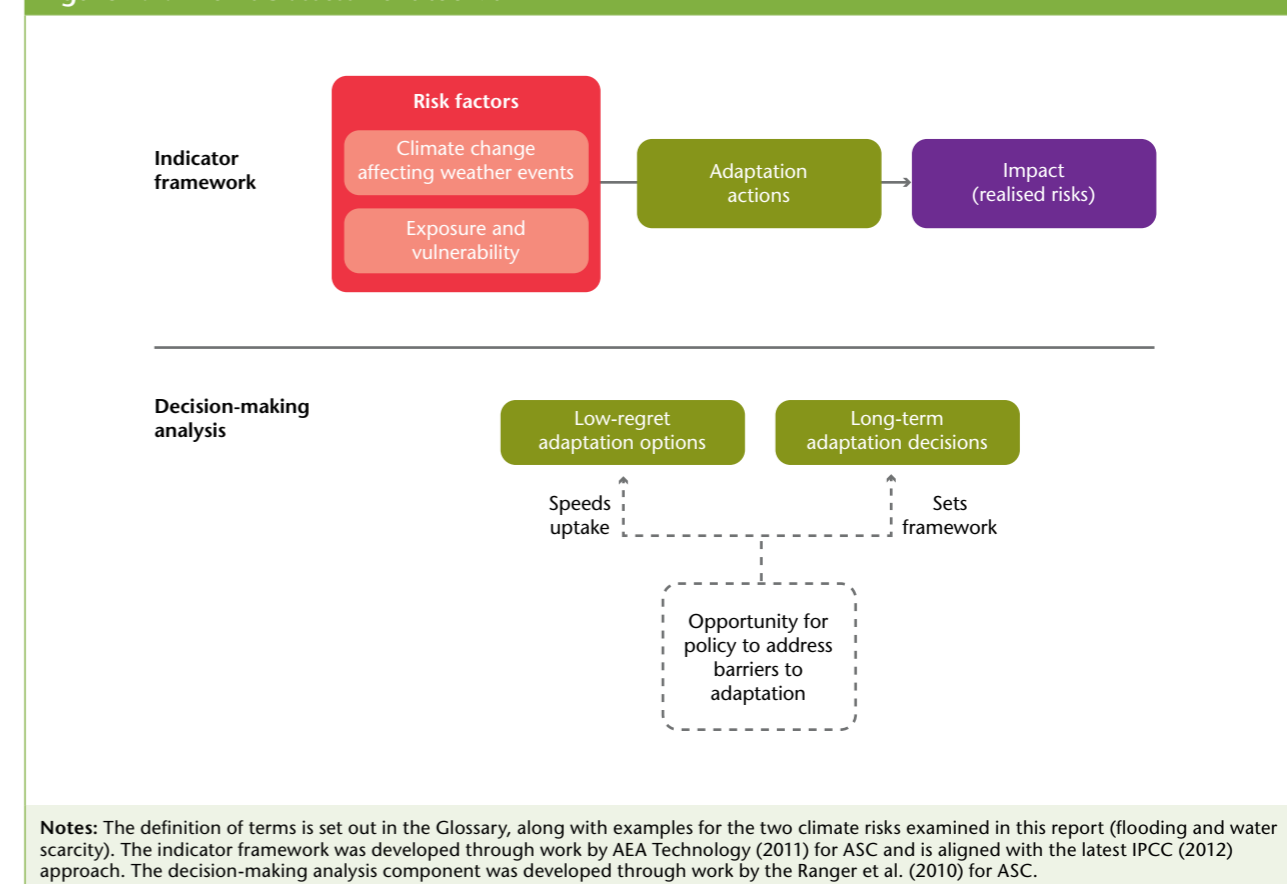 Risk factors
Indicator
framework
Climate change
affecting weather events
Exposure and
vulnerability
Adaptation
actions
Impact
(realised risks)
Decision-making
analysis
Low-regret
adaptation options
Long-term
adaptation decisions
Speeds
uptake
Sets
framework
Opportunity for
policy to address
barriers to
adaptation
Notes: The definition of terms is set out in the Glossary, along with examples for the two climate risks examined in this report (flooding and water
scarcity). The indicator framework was developed through work by AEA Technology (2011) for ASC and is aligned with the latest IPCC (2012)
approach. The decision-making analysis component was developed through work by the Ranger et al. (2010) for ASC.